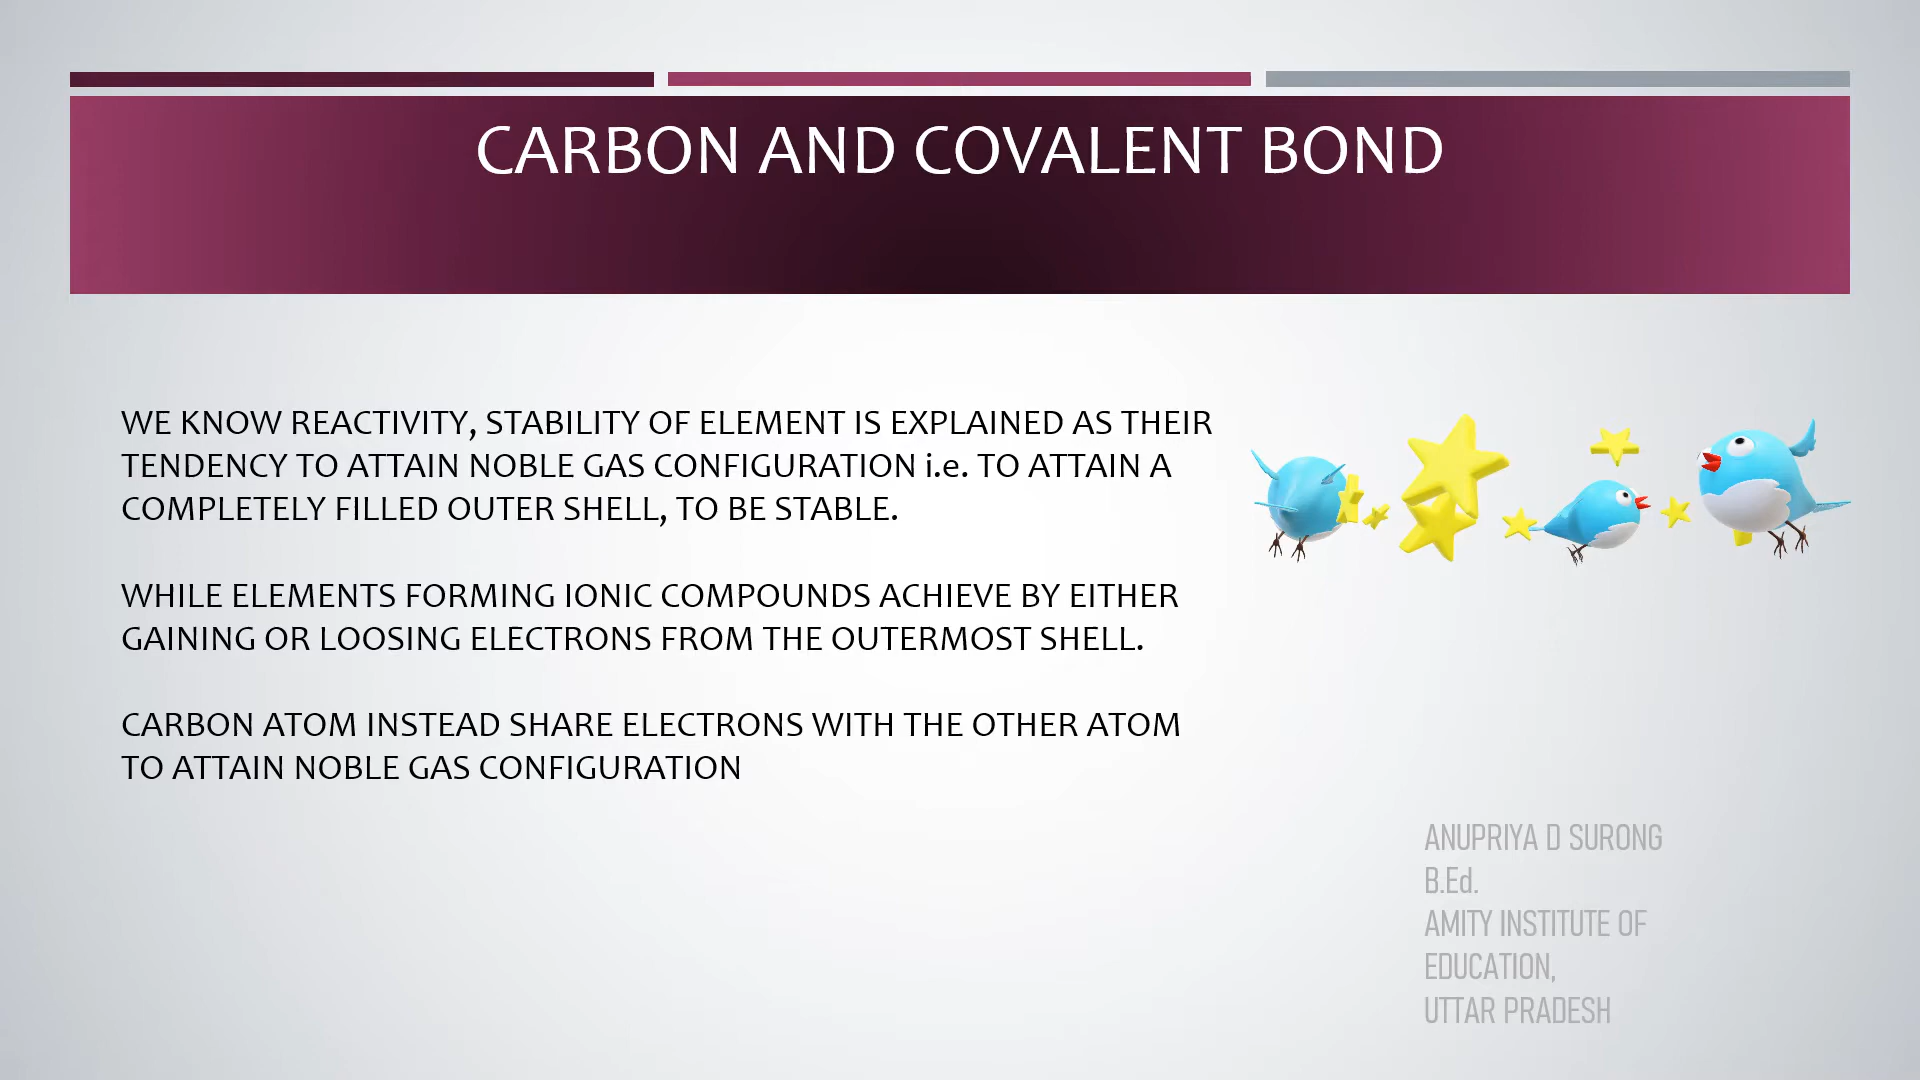 CARBON AND COVALENT BOND
WE KNOW REACTIVITY, STABILITY OF ELEMENT IS EXPLAINED AS THEIR
TENDENCY TO ATTAIN NOBLE GAS CONFIGURATION i.e. TO ATTAIN A
COMPLETELY FILLED OUTER SHELL, TO BE STABLE.
WHILE ELEMENTS FORMING IONIC COMPOUNDS ACHIEVE BY EITHER
GAINING OR LOOSING ELECTRONS FROM THE OUTERMOST SHELL.
CARBON ATOM INSTEAD SHARE ELECTRONS WITH THE OTHER ATOM
TO ATTAIN NOBLE GAS CONFIGURATION
ANUPRIYA D SURONG
B.Ed.
AMITY INSTITUTE OF
EDUCATION,
UTTAR PRADESH